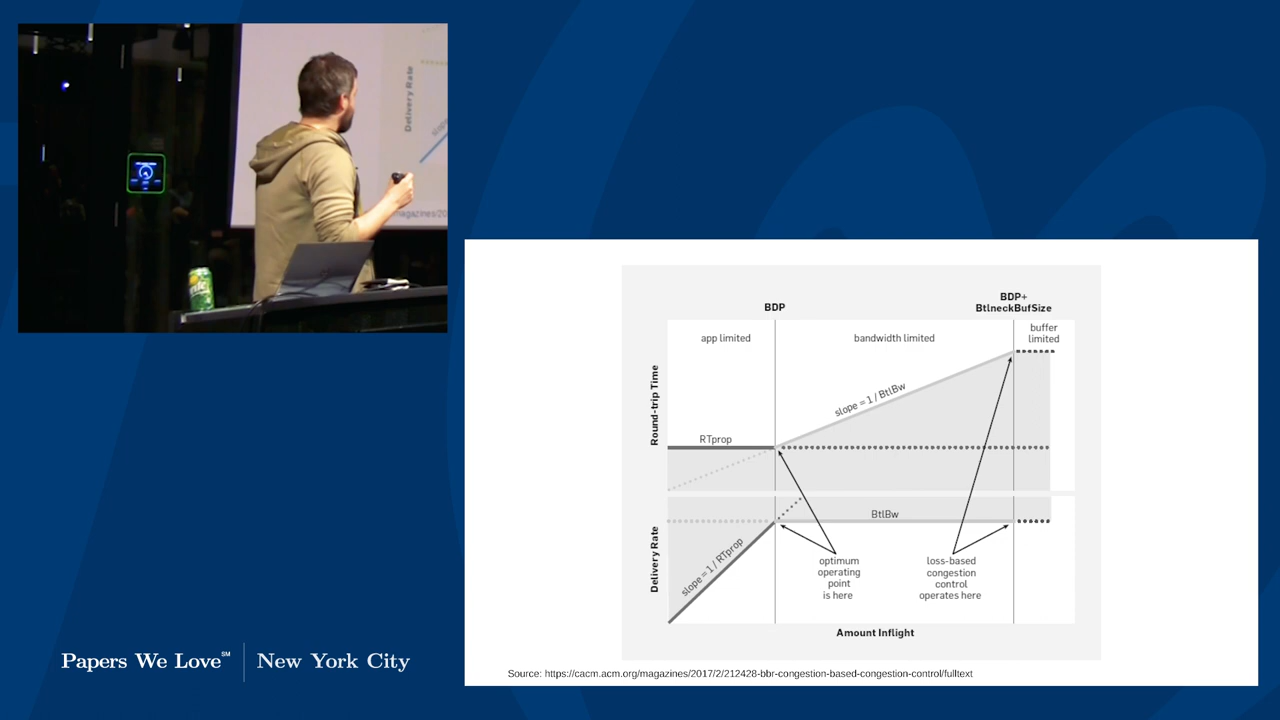 Delivery Rate
slope
magazines/20
BDP
BDP+
BtlneckBufSize
app limited
bandwidth limited
buffer
limited
Round-trip Time
slope = 1 / BtlBw
RTprop
BtlBw
Delivery Rate
slope = 1 / RTprop
optimum
operating
point
is here
loss-based
congestion
control
operates here
Amount Inflight
Source: https://cacm.acm.org/magazines/2017/2/212428-bbr-congestion-based-congestion-control/fulltext
Papers We Love℠ | New York City